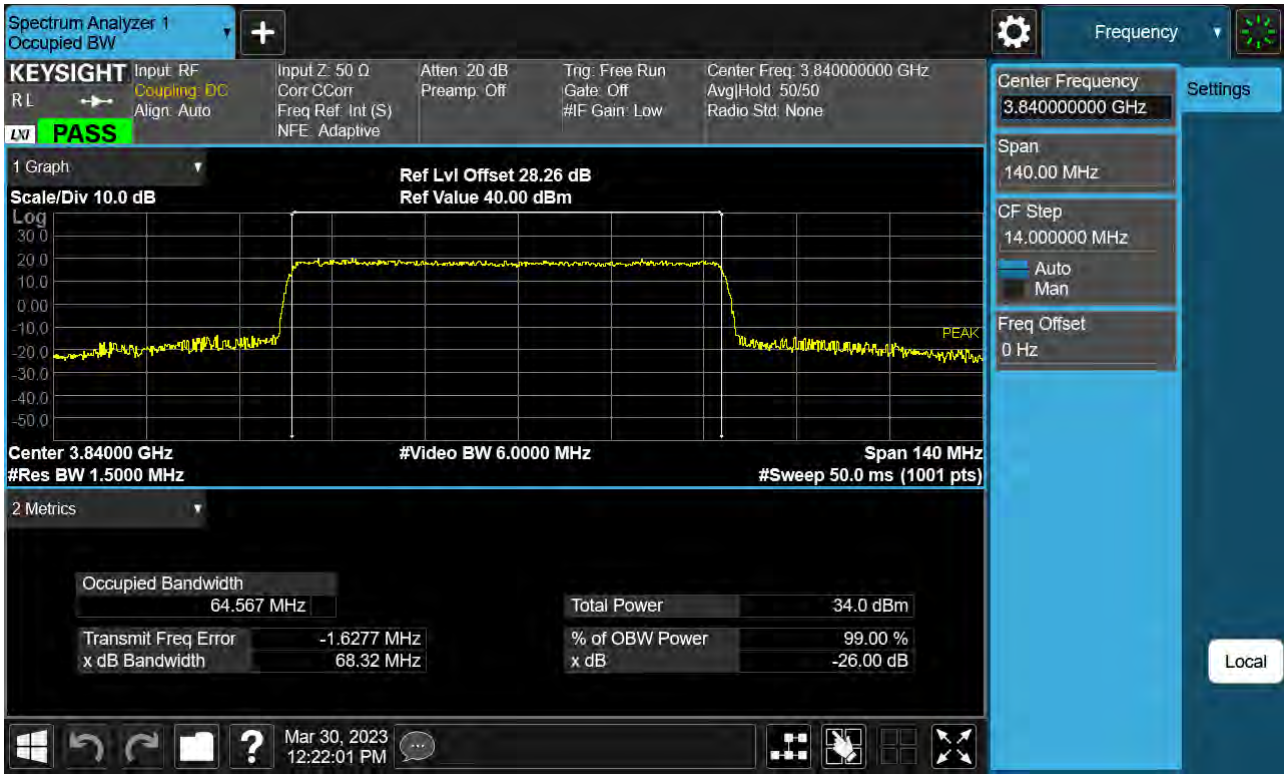 Spectrum Analyzer 1
Occupied BW
+
Frequency
KEYSIGHT
RL
LXI PASS
Input: RF
Coupling: DC
Align: Auto
Input Z: 50 Ω
Corr CCorr
Freq Ref: Int (S)
NFE: Adaptive
Atten: 20 dB
Preamp: Off
Trig: Free Run
Gate: Off
#IF Gain: Low
Center Freq: 3.840000000 GHz
Avg|Hold: 50/50
Radio Std: None
Center Frequency
3.840000000 GHz
Settings
Span
140.00 MHz
CF Step
14.000000 MHz
Auto
Man
Freq Offset
0 Hz
1 Graph
Scale/Div 10.0 dB
Ref Lvl Offset 28.26 dB
Ref Value 40.00 dBm
Log
30.0
20.0
10.0
0.00
-10.0
-20.0
-30.0
-40.0
-50.0
PEAK
Center 3.84000 GHz
#Video BW 6.0000 MHz
Span 140 MHz
#Res BW 1.5000 MHz
#Sweep 50.0 ms (1001 pts)
2 Metrics
Occupied Bandwidth
64.567 MHz
Total Power 34.0 dBm
Transmit Freq Error -1.6277 MHz
% of OBW Power 99.00 %
x dB Bandwidth 68.32 MHz
x dB -26.00 dB
Local
?
Mar 30, 2023
12:22:01 PM